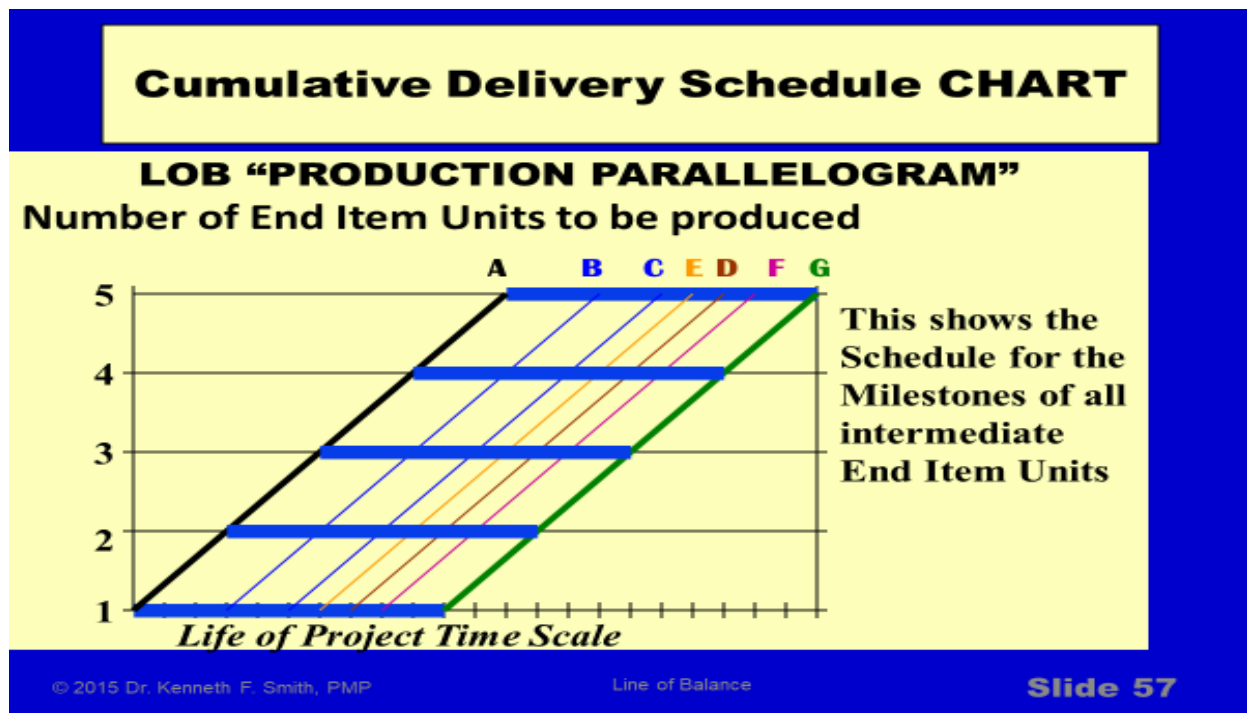 Cumulative Delivery Schedule CHART
LOB “PRODUCTION PARALLELOGRAM”
Number of End Item Units to be produced
A B C E D F G
5
4
3
2
1
This shows the
Schedule for the
Milestones of all
intermediate
End Item Units
Life of Project Time Scale
© 2015 Dr. Kenneth F. Smith, PMP
Line of Balance
Slide 57